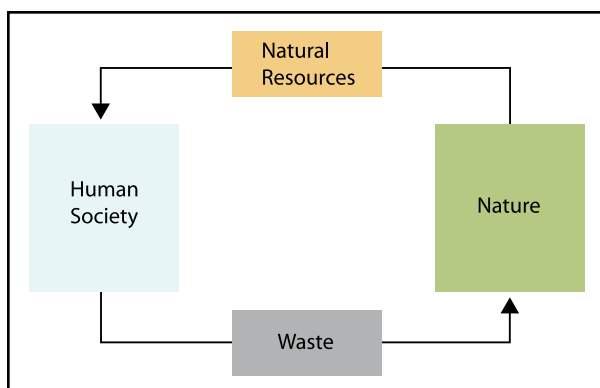 Natural
Resources
Human
Society
Nature
Waste